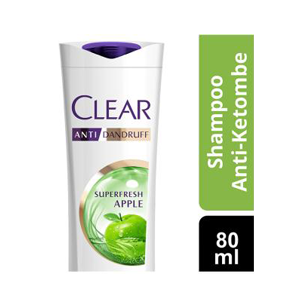 CLEAR
ANTI DANDRUFF
SUPERFRESH
APPLE
Shampoo
Anti-Ketombe
80
ml